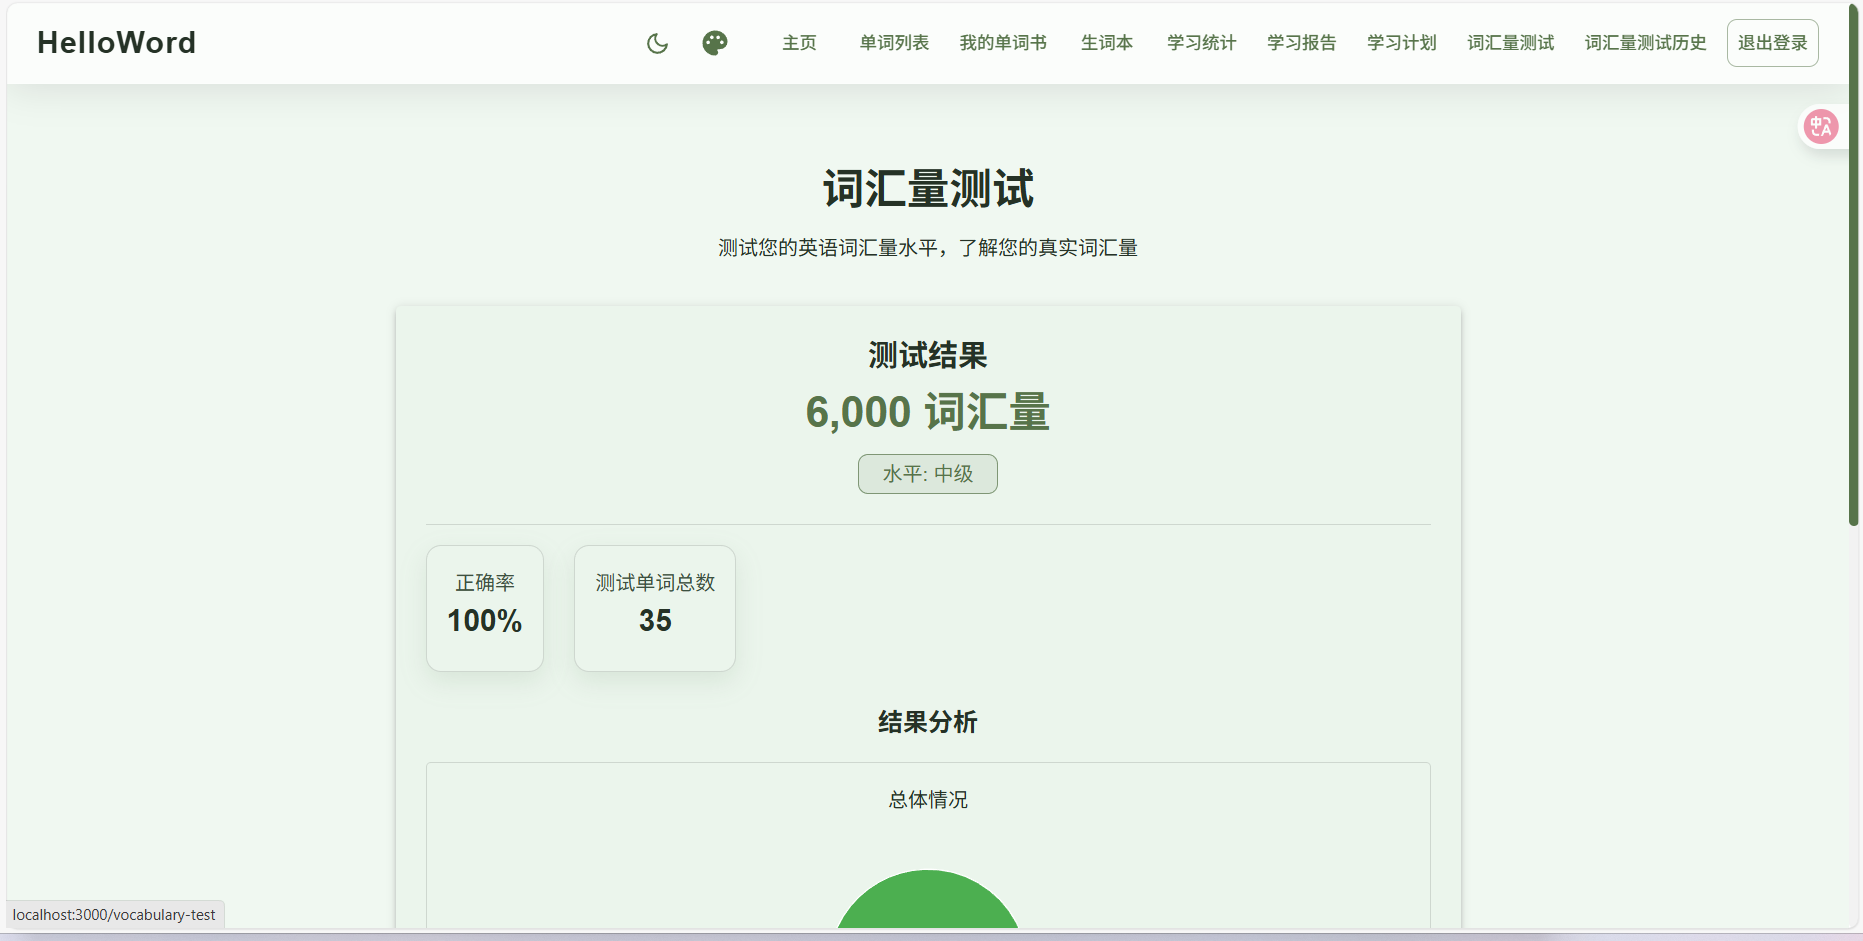 HelloWord
主页 单词列表 我的单词书 生词本 学习统计 学习报告 学习计划 词汇量测试 词汇量测试历史 退出登录
中A
词汇量测试
测试您的英语词汇量水平，了解您的真实词汇量
测试结果
6,000 词汇量
水平: 中级
正确率 测试单词总数
100% 35
结果分析
总体情况
localhost:3000/vocabulary-test